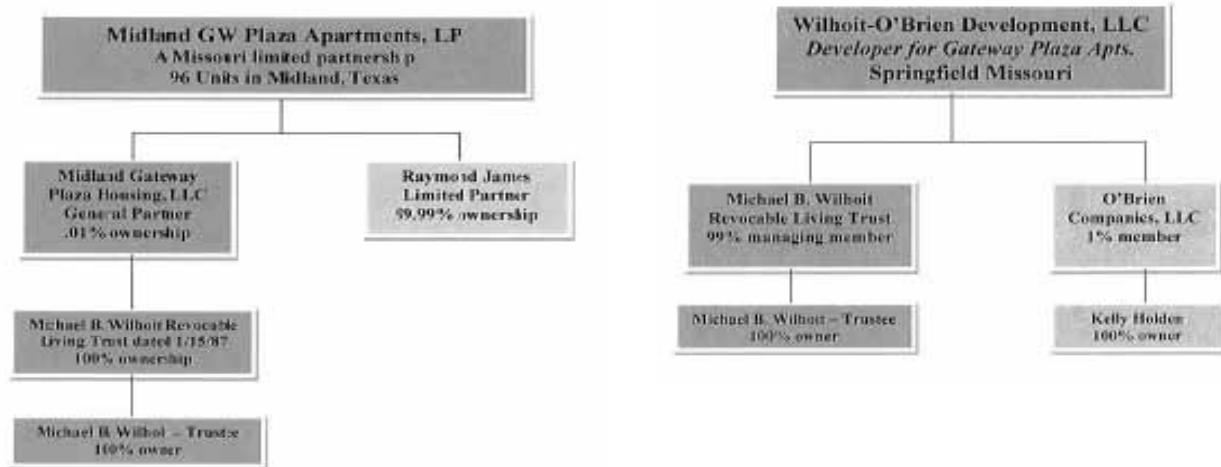 Midland GW Plaza Apartments, LP
A Missouri limited partnership
96 Units in Midland, Texas
Midland Gateway
Plaza Housing, LLC
General Partner
.01% ownership
Raymond James
Limited Partner
99.99% ownership
Michael B. Wilhoit Revocable
Living Trust dated 1/15/87
100% ownership
Michael B Wilhoit – Trustee
100% owner
Wilhoit-O'Brien Development, LLC
Developer for Gateway Plaza Apts.
Springfield Missouri
Michael B. Wilhoit
Revocable Living Trust
99% managing member
O'Brien
Companies, LLC
1% member
Michael B. Wilhoit – Trustee
100% owner
Kelly Holden
100% owner